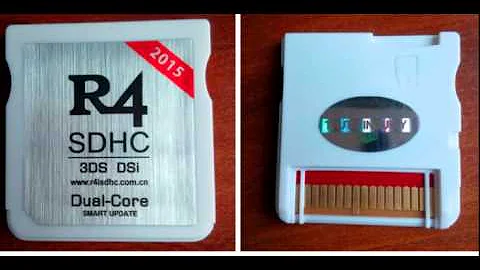 2015
R4
SDHC
3DS DSi
www.r4isdhc.com.cn
Dual-Core
SMART UPDATE